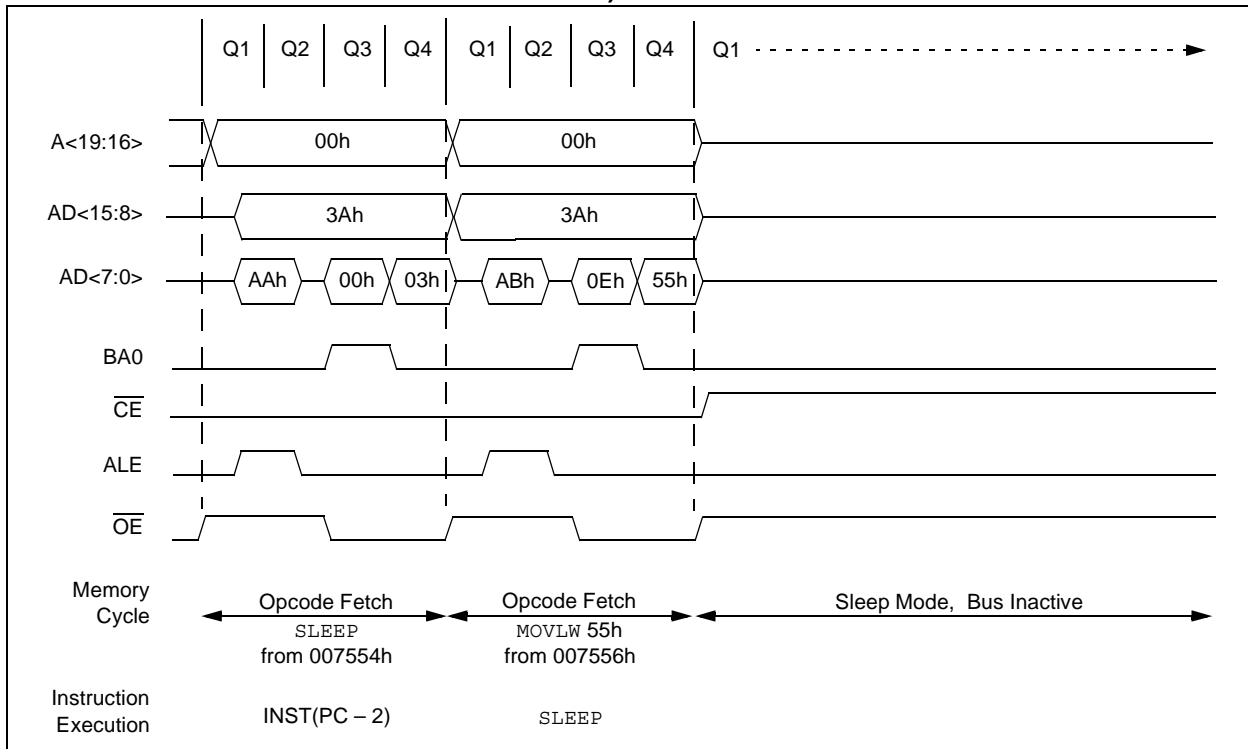 Q1 Q2 Q3 Q4 Q1 Q2 Q3 Q4 Q1
A<19:16> 00h 00h
AD<15:8> 3Ah 3Ah
AD<7:0> AAh 00h 03h ABh 0Eh 55h
BA0
CE
ALE
OE
Memory
Cycle
Opcode Fetch
SLEEP
from 007554h
Opcode Fetch
MOVLW 55h
from 007556h
Sleep Mode, Bus Inactive
Instruction
Execution
INST(PC – 2)
SLEEP